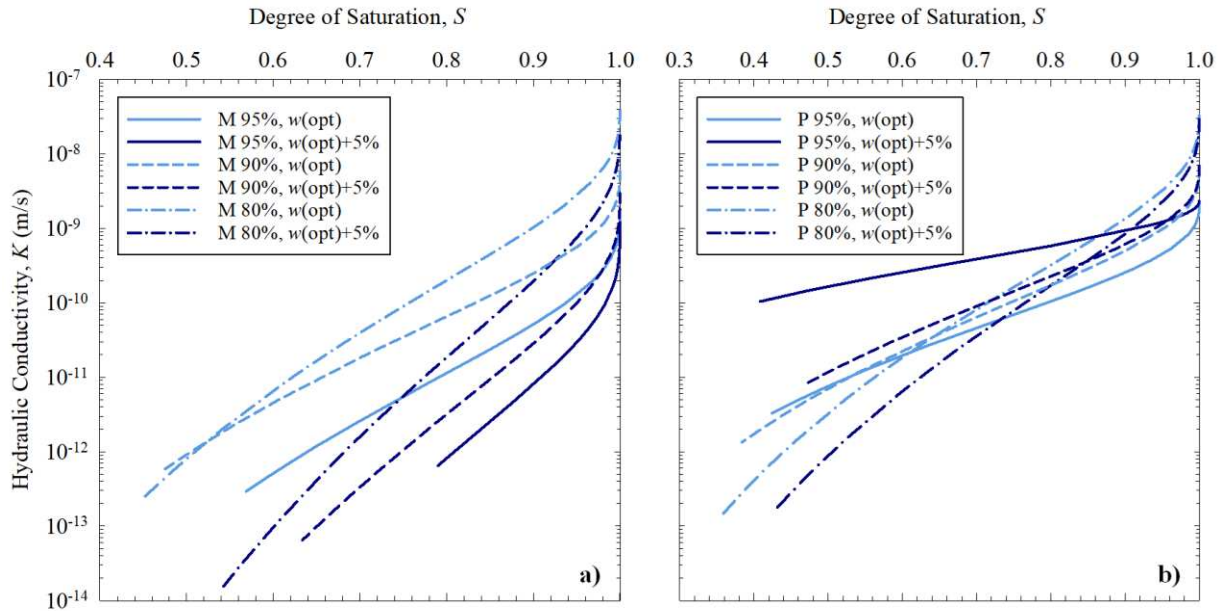 Degree of Saturation, S
Degree of Saturation, S
0.4 0.5 0.6 0.7 0.8 0.9 1.0
0.3 0.4 0.5 0.6 0.7 0.8 0.9 1.0
10-7
10-8
10-9
10-10
10-11
10-12
10-13
10-14
Hydraulic Conductivity, K (m/s)
M 95%, w(opt)
M 95%, w(opt)+5%
M 90%, w(opt)
M 90%, w(opt)+5%
M 80%, w(opt)
M 80%, w(opt)+5%
a)
P 95%, w(opt)
P 95%, w(opt)+5%
P 90%, w(opt)
P 90%, w(opt)+5%
P 80%, w(opt)
P 80%, w(opt)+5%
b)